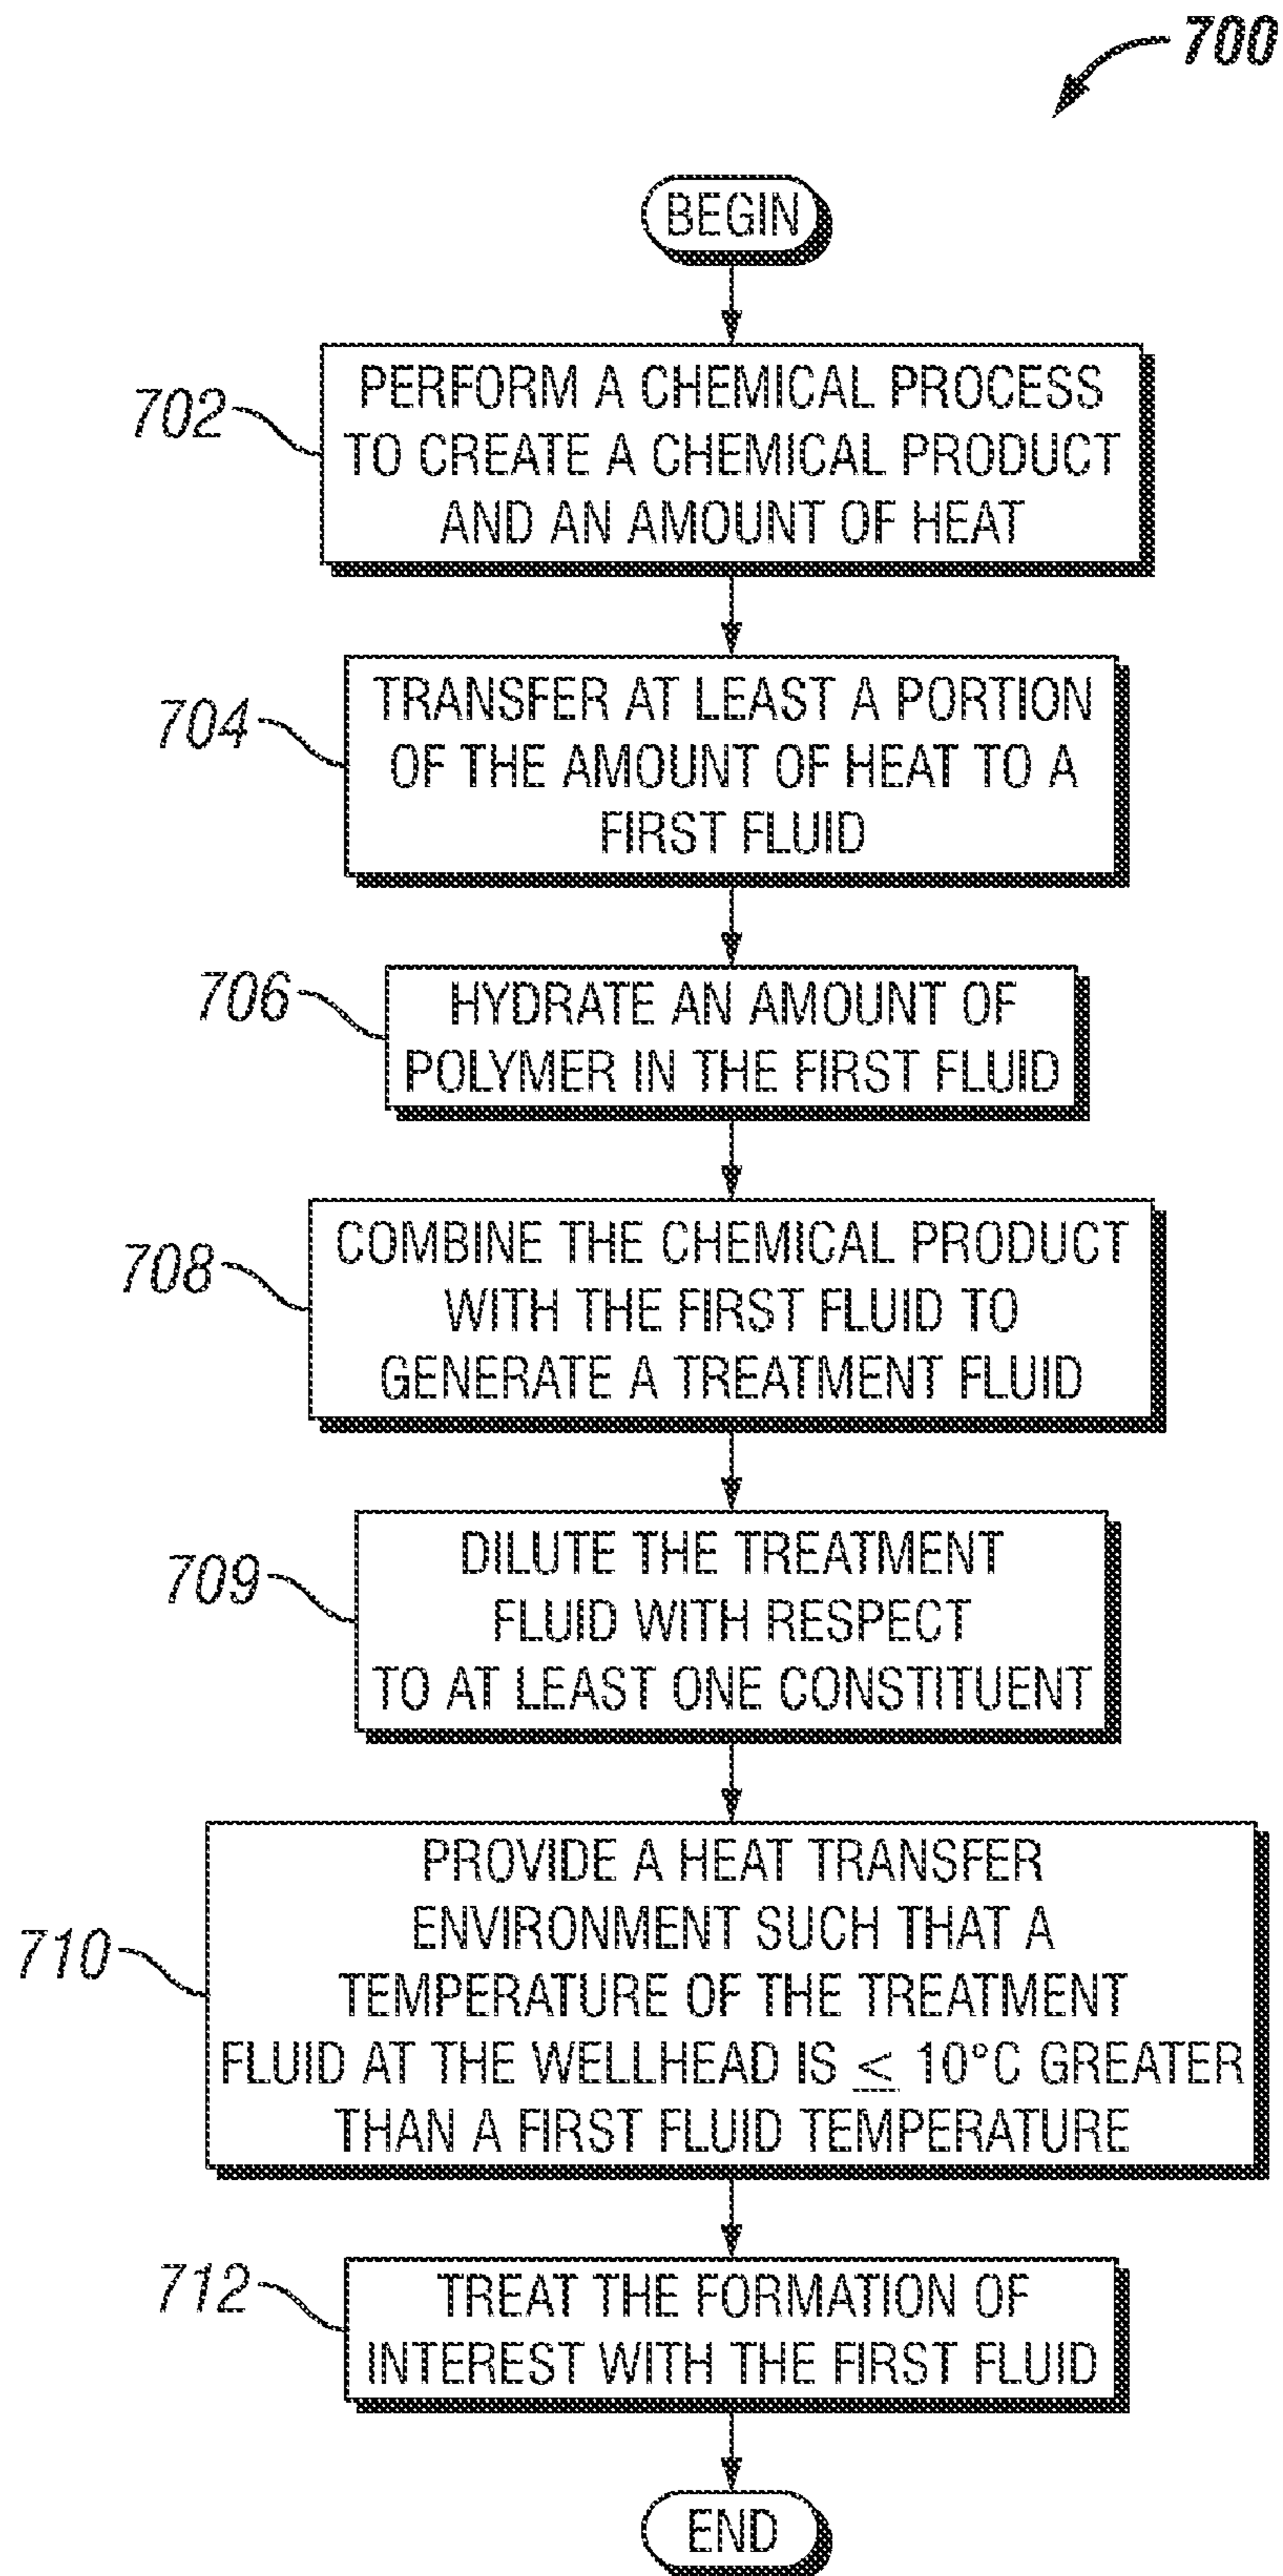 700
BEGIN
702
PERFORM A CHEMICAL PROCESS
TO CREATE A CHEMICAL PRODUCT
AND AN AMOUNT OF HEAT
704
TRANSFER AT LEAST A PORTION
OF THE AMOUNT OF HEAT TO A
FIRST FLUID
706
HYDRATE AN AMOUNT OF
POLYMER IN THE FIRST FLUID
708
COMBINE THE CHEMICAL PRODUCT
WITH THE FIRST FLUID TO
GENERATE A TREATMENT FLUID
709
DILUTE THE TREATMENT
FLUID WITH RESPECT
TO AT LEAST ONE CONSTITUENT
710
PROVIDE A HEAT TRANSFER
ENVIRONMENT SUCH THAT A
TEMPERATURE OF THE TREATMENT
FLUID AT THE WELLHEAD IS ≤ 10°C GREATER
THAN A FIRST FLUID TEMPERATURE
712
TREAT THE FORMATION OF
INTEREST WITH THE FIRST FLUID
END